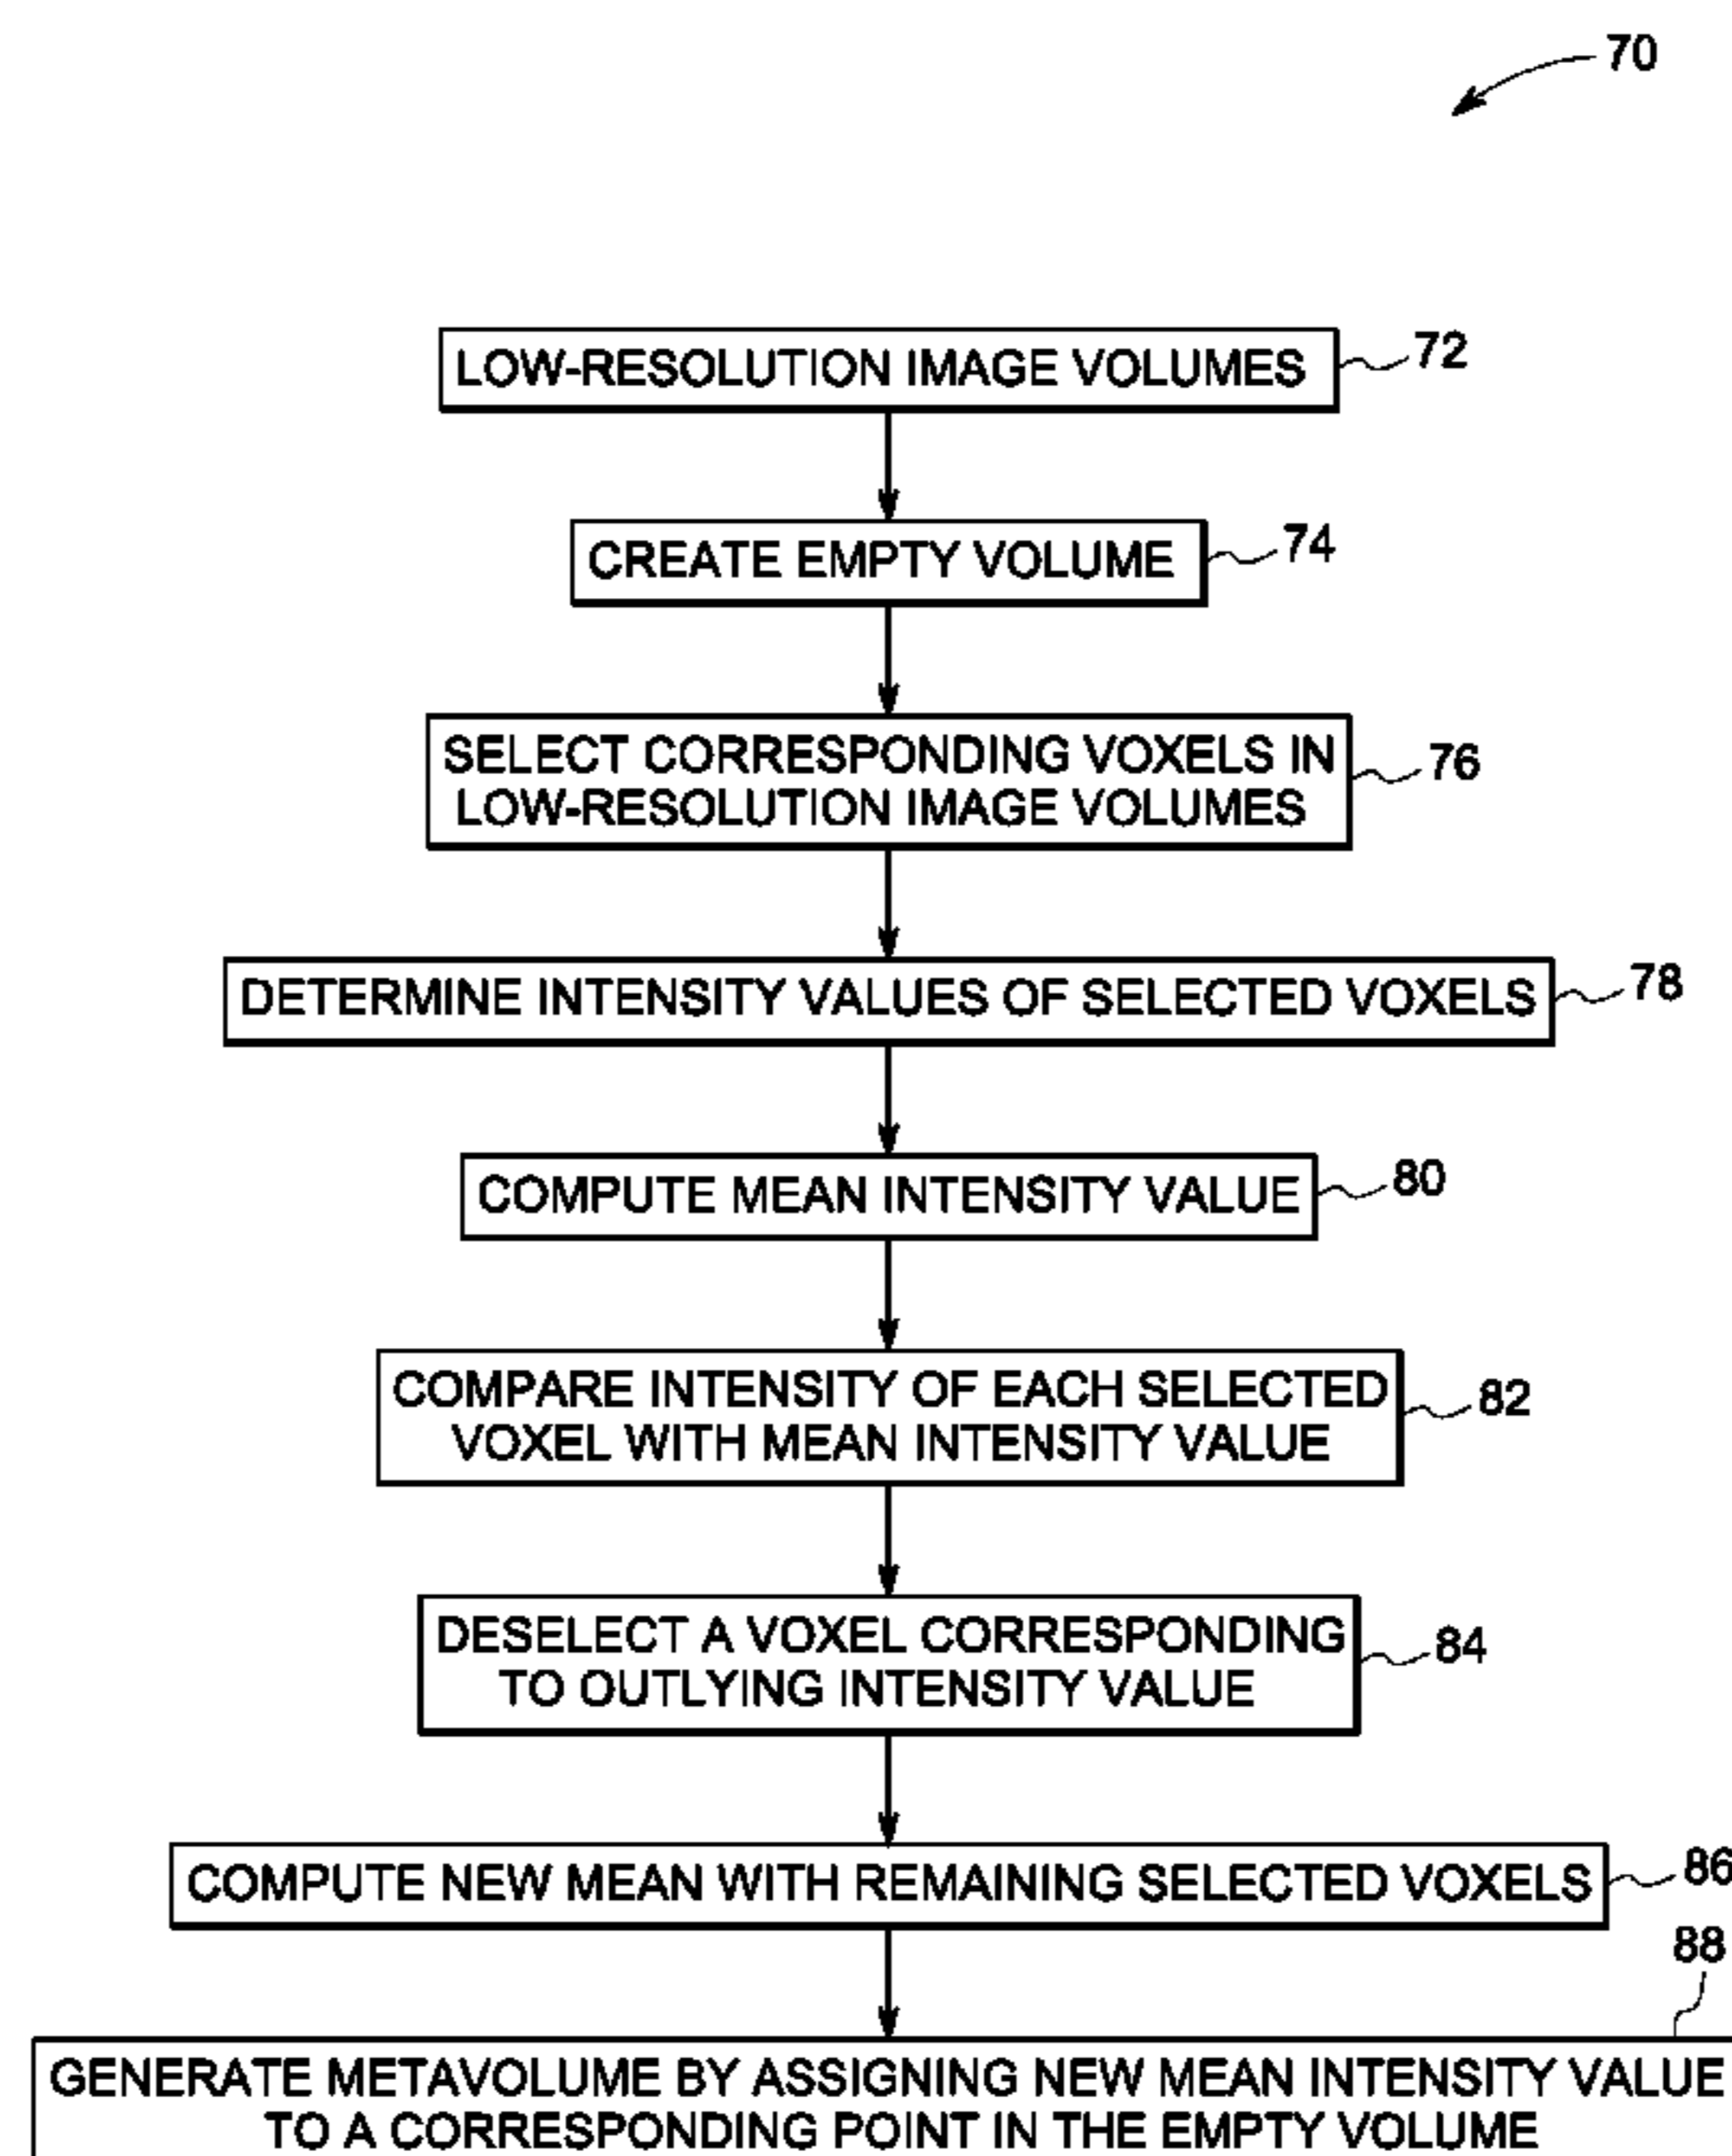 70
LOW-RESOLUTION IMAGE VOLUMES
72
CREATE EMPTY VOLUME
74
SELECT CORRESPONDING VOXELS IN
LOW-RESOLUTION IMAGE VOLUMES
76
DETERMINE INTENSITY VALUES OF SELECTED VOXELS
78
COMPUTE MEAN INTENSITY VALUE
80
COMPARE INTENSITY OF EACH SELECTED
VOXEL WITH MEAN INTENSITY VALUE
82
DESELECT A VOXEL CORRESPONDING
TO OUTLYING INTENSITY VALUE
84
COMPUTE NEW MEAN WITH REMAINING SELECTED VOXELS
86
88
GENERATE METAVOLUME BY ASSIGNING NEW MEAN INTENSITY VALUE
TO A CORRESPONDING POINT IN THE EMPTY VOLUME